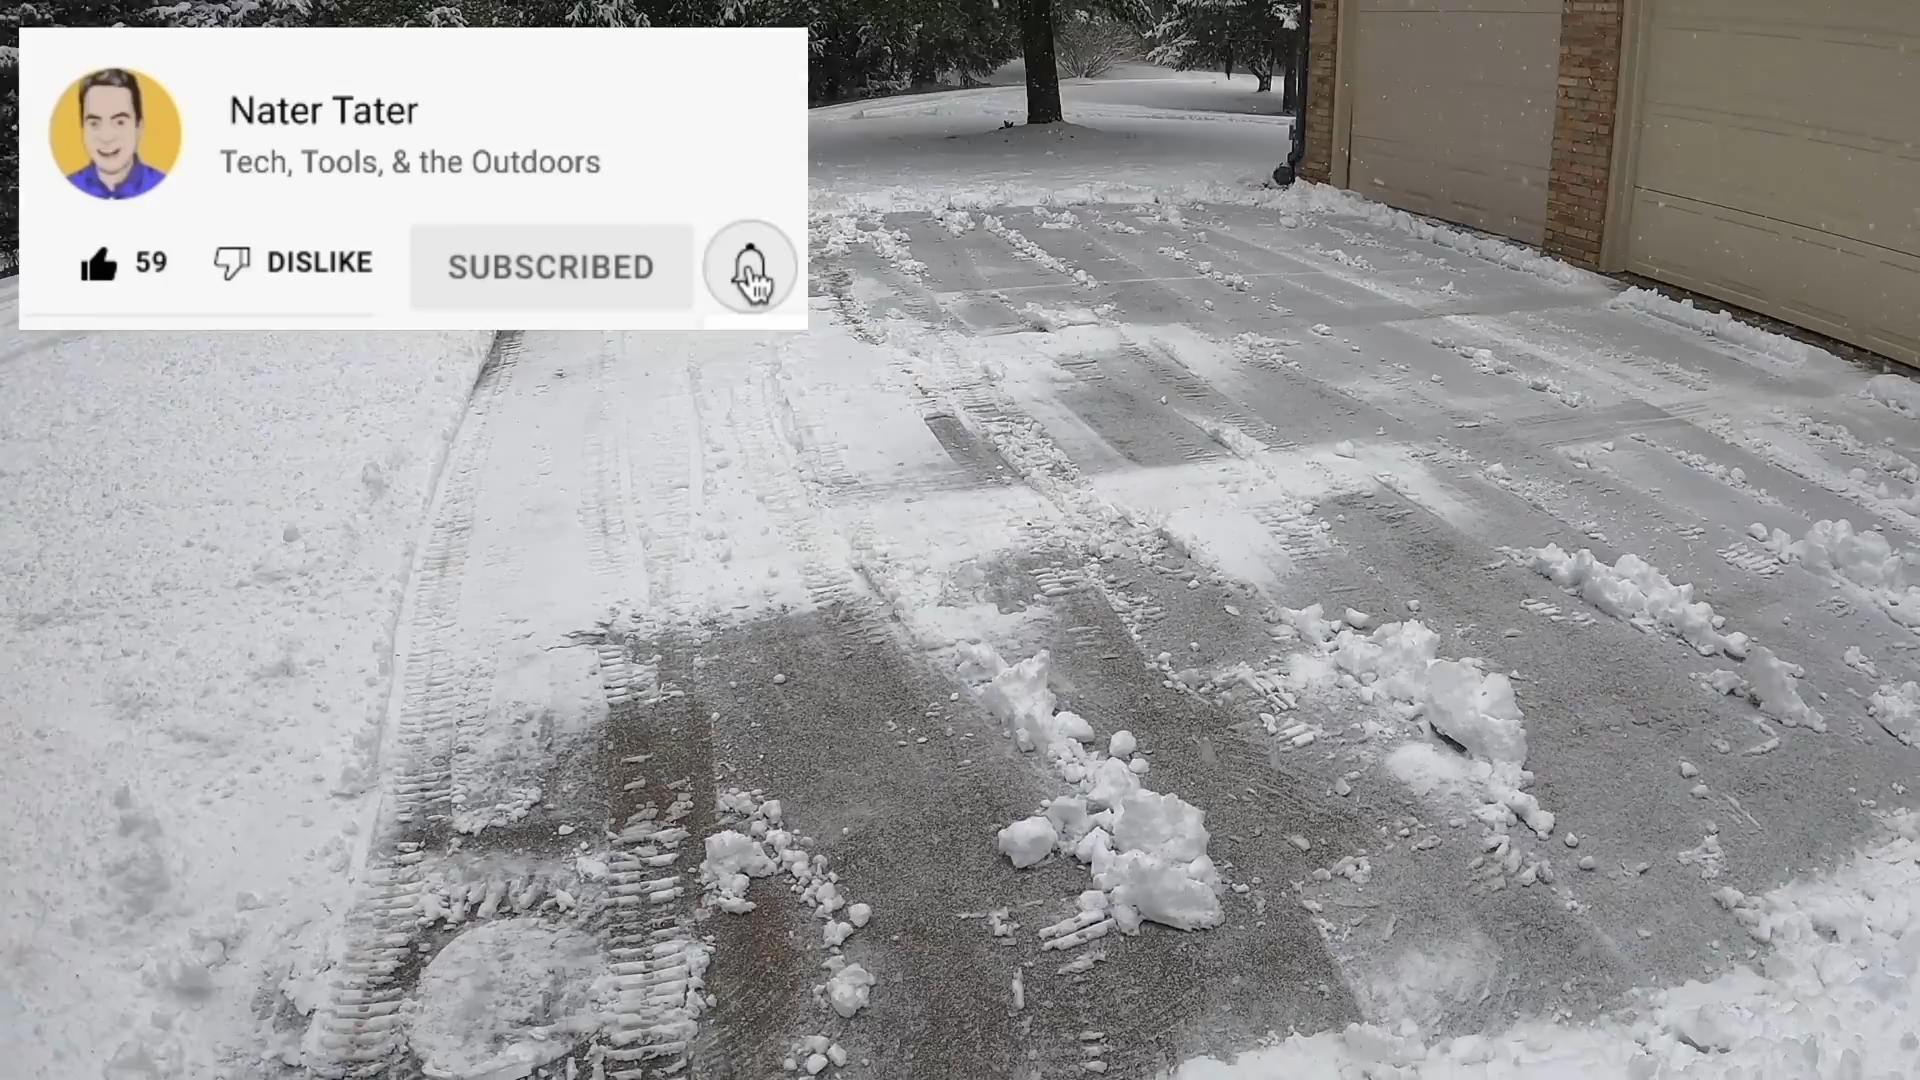 Nater Tater
Tech, Tools, & the Outdoors
59 DISLIKE SUBSCRIBED